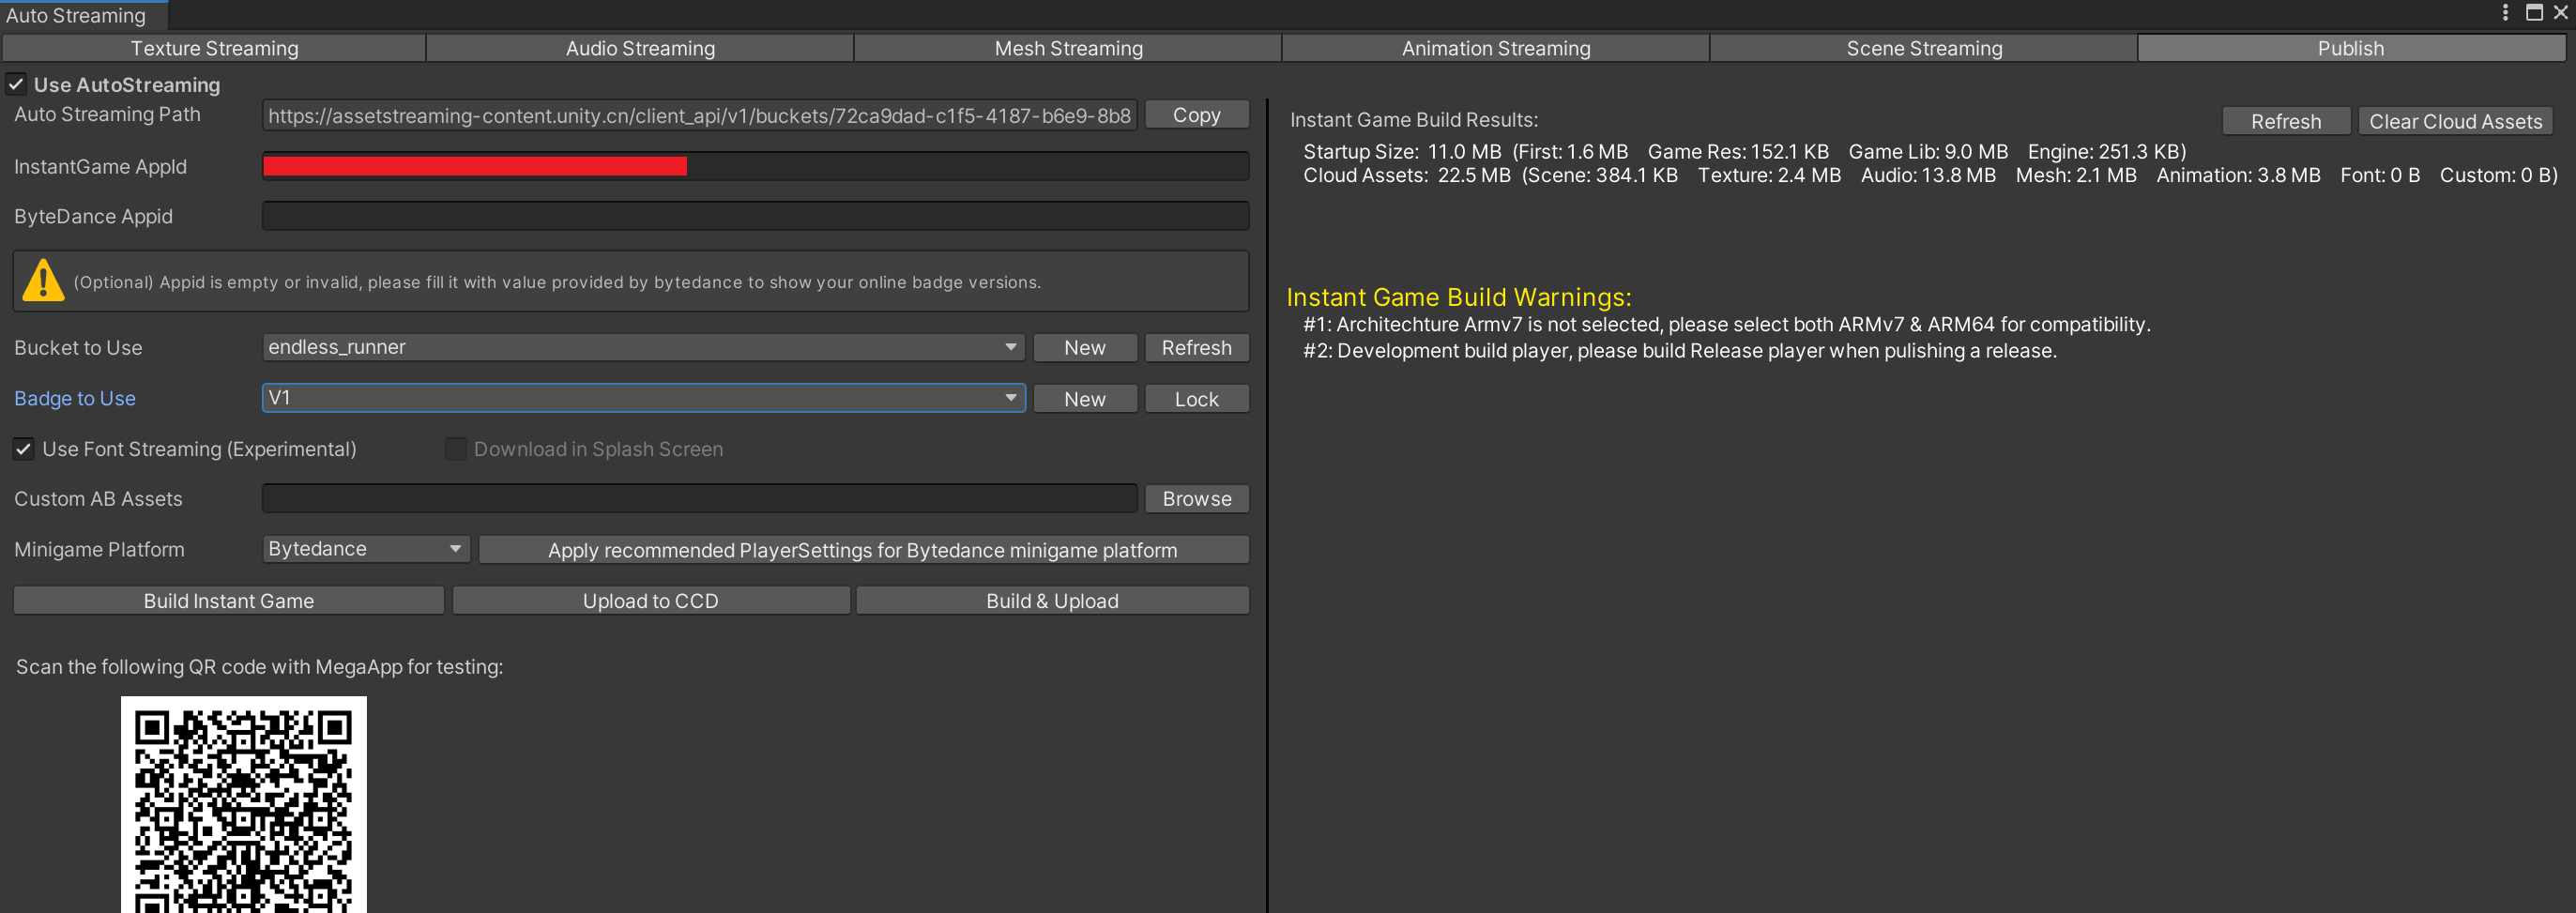 Auto Streaming
Texture Streaming Audio Streaming Mesh Streaming Animation Streaming Scene Streaming Publish
Use AutoStreaming
Auto Streaming Path https://assetstreaming-content.unity.cn/client_api/v1/buckets/72ca9dad-c1f5-4187-b6e9-8b8 Copy
InstantGame AppId
ByteDance Appid
(Optional) Appid is empty or invalid, please fill it with value provided by bytedance to show your online badge versions.
Bucket to Use endless_runner New Refresh
Badge to Use V1 New Lock
Use Font Streaming (Experimental) Download in Splash Screen
Custom AB Assets Browse
Minigame Platform Bytedance Apply recommended PlayerSettings for Bytedance minigame platform
Build Instant Game Upload to CCD Build & Upload
Scan the following QR code with MegaApp for testing:
Instant Game Build Results: Refresh Clear Cloud Assets
Startup Size: 11.0 MB (First: 1.6 MB Game Res: 152.1 KB Game Lib: 9.0 MB Engine: 251.3 KB)
Cloud Assets: 22.5 MB (Scene: 384.1 KB Texture: 2.4 MB Audio: 13.8 MB Mesh: 2.1 MB Animation: 3.8 MB Font: 0 B Custom: 0 B)
Instant Game Build Warnings:
#1: Architechture Armv7 is not selected, please select both ARMv7 & ARM64 for compatibility.
#2: Development build player, please build Release player when pulishing a release.